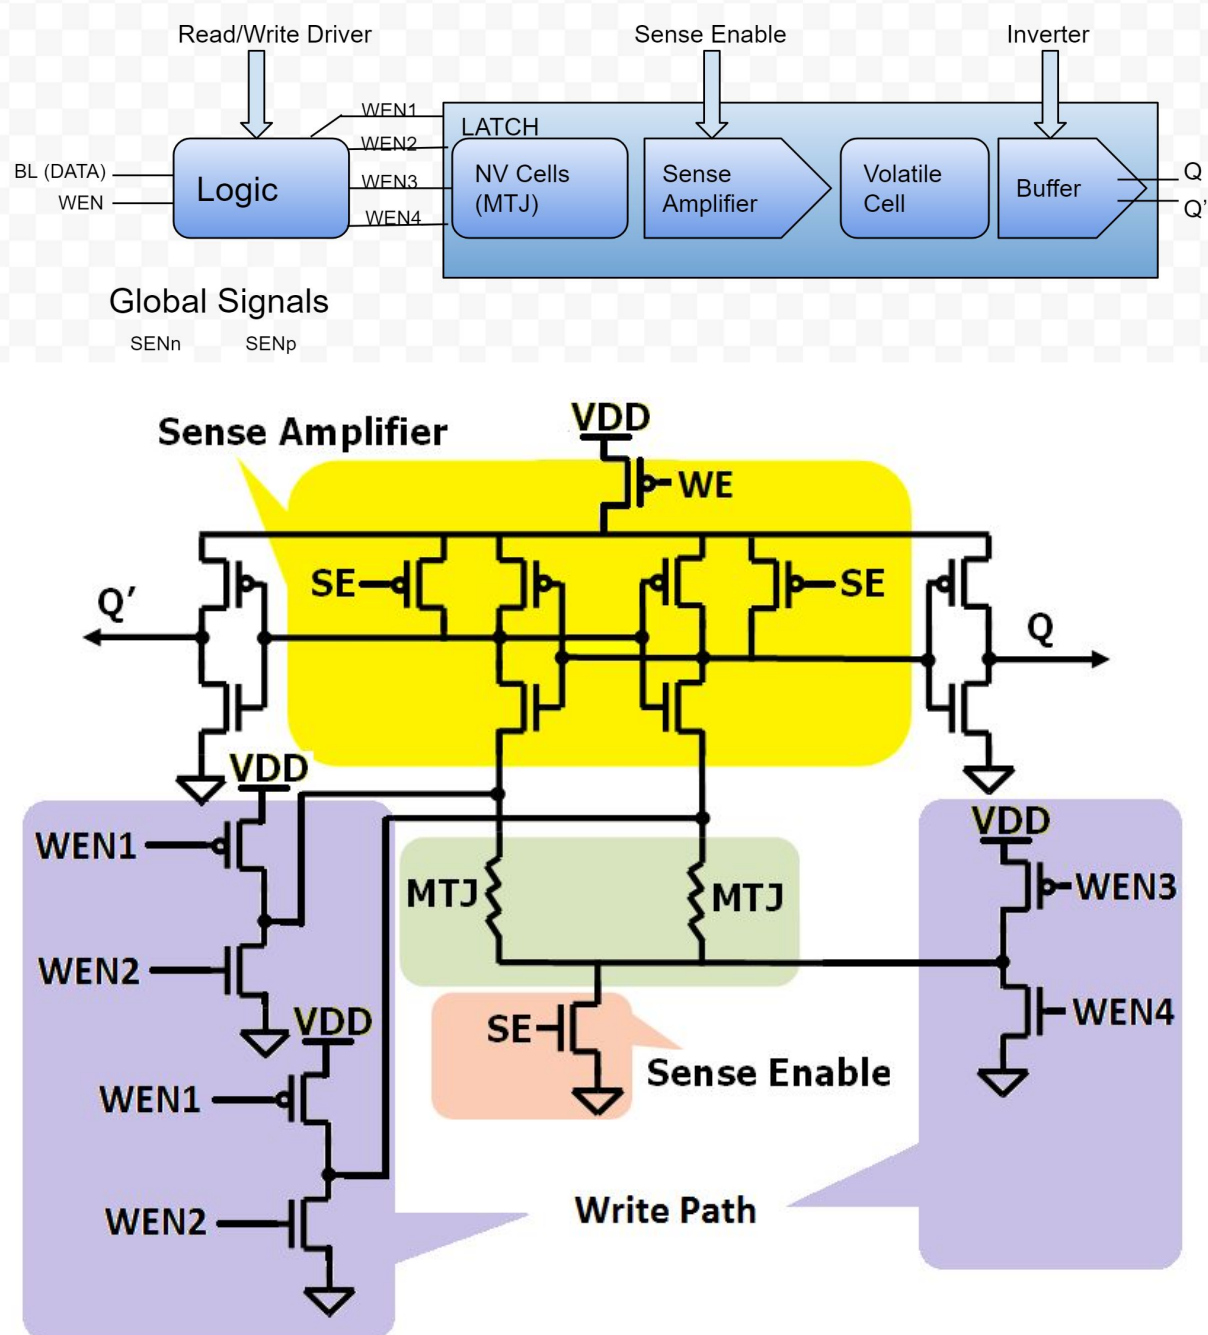 Read/Write Driver
Sense Enable
Inverter
WEN1
LATCH
WEN2
BL (DATA)
Logic
WEN3
NV Cells
(MTJ)
Sense
Amplifier
Volatile
Cell
Buffer
Q
WEN
WEN4
Q'
Global Signals
SENn
SENp
VDD
Sense Amplifier
WE
SE
SE
Q′
Q
VDD
WEN1
VDD
WEN3
MTJ
MTJ
WEN2
WEN4
VDD
SE
Sense Enable
WEN1
WEN2
Write Path